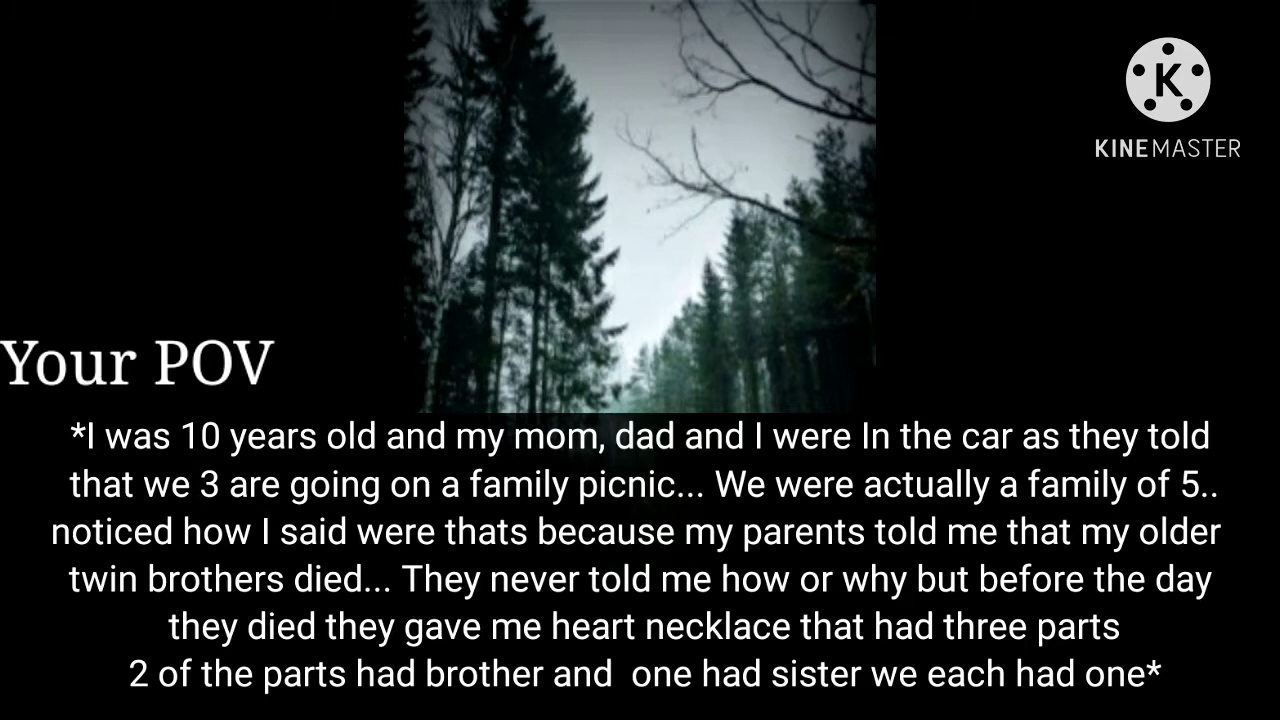 K
KINEMASTER
Your POV
*I was 10 years old and my mom, dad and I were In the car as they told
that we 3 are going on a family picnic... We were actually a family of 5..
noticed how I said were thats because my parents told me that my older
twin brothers died... They never told me how or why but before the day
they died they gave me heart necklace that had three parts
2 of the parts had brother and  one had sister we each had one*